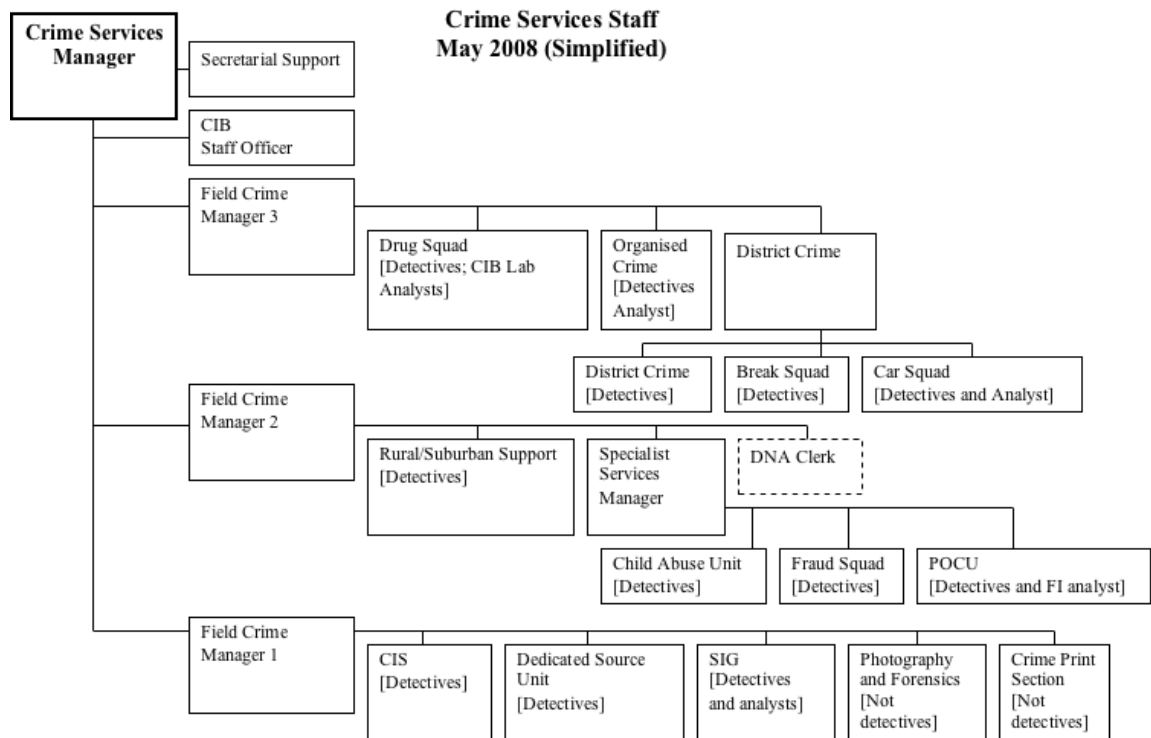 Crime Services Staff
May 2008 (Simplified)
Crime Services
Manager
Secretarial Support
CIB
Staff Officer
Field Crime
Manager 3
Drug Squad
[Detectives; CIB Lab
Analysts]
Organised
Crime
[Detectives
Analyst]
District Crime
District Crime
[Detectives]
Break Squad
[Detectives]
Car Squad
[Detectives and Analyst]
Field Crime
Manager 2
Rural/Suburban Support
[Detectives]
Specialist
Services
Manager
DNA Clerk
Child Abuse Unit
[Detectives]
Fraud Squad
[Detectives]
POCU
[Detectives and FI analyst]
Field Crime
Manager 1
CIS
[Detectives]
Dedicated Source
Unit
[Detectives]
SIG
[Detectives
and analysts]
Photography
and Forensics
[Not
detectives]
Crime Print
Section
[Not
detectives]